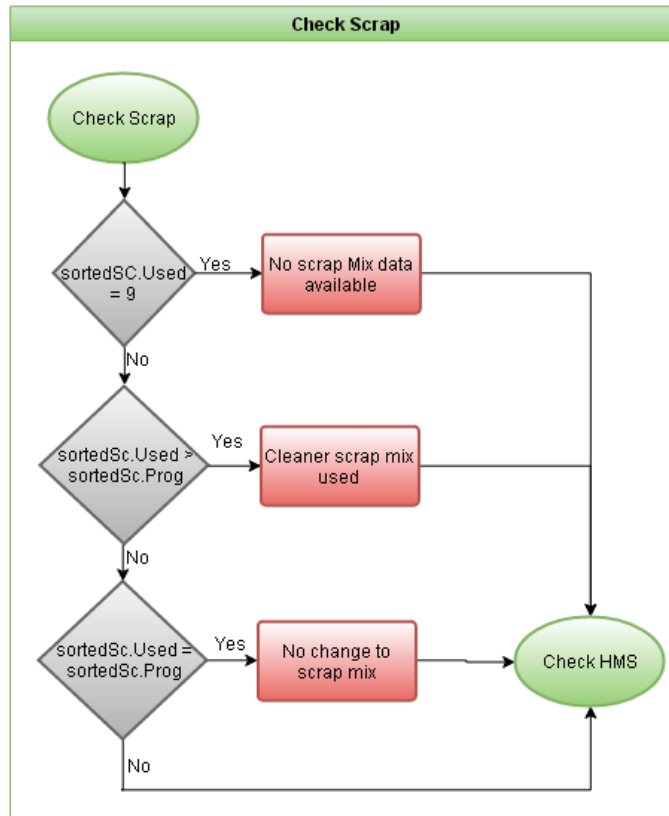 Check Scrap
Check Scrap
sortedSC.Used
= 9
Yes
No scrap Mix data
available
No
sortedSc.Used >
sortedSc.Prog
Yes
Cleaner scrap mix
used
No
sortedSc.Used =
sortedSc.Prog
Yes
No change to
scrap mix
Check HMS
No